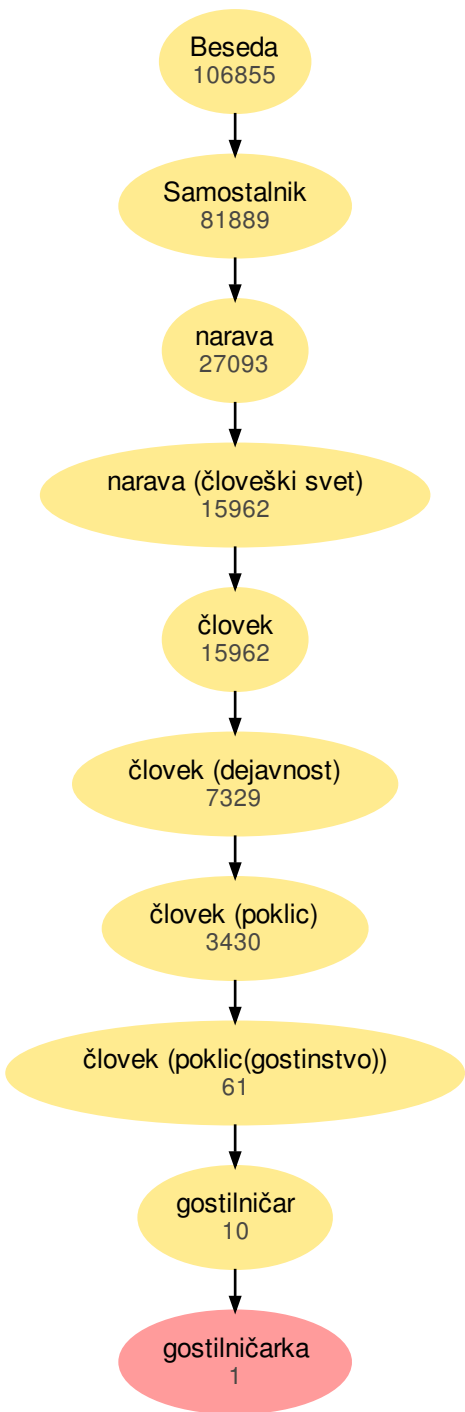 Beseda
106855
Samostalnik
81889
narava
27093
narava (človeški svet)
15962
človek
15962
človek (dejavnost)
7329
človek (poklic)
3430
človek (poklic(gostinstvo))
61
gostilničar
10
gostilničarka
1